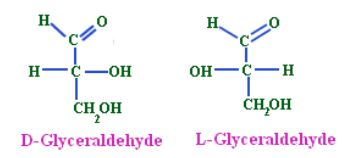 H O H O
C C
H C OH OH C H
CH2OH CH2OH
D-Glyceraldehyde L-Glyceraldehyde